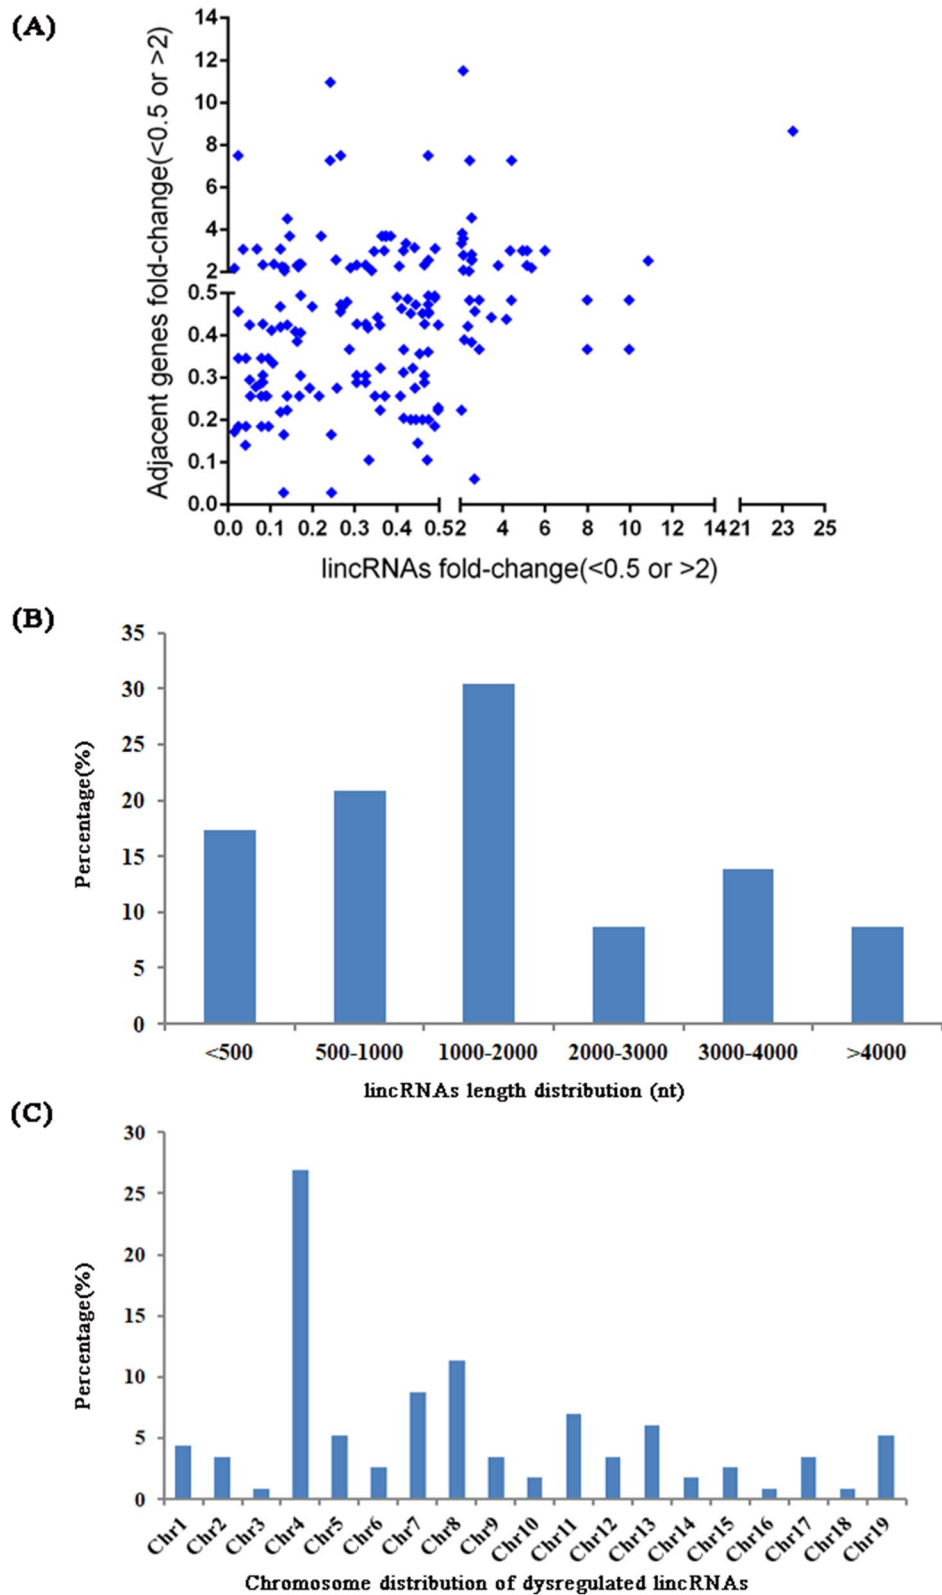 (A)
Adjacent genes fold-change(<0.5 or >2)
14
12
10
8
6
4
2
0.5
0.4
0.3
0.2
0.1
0.0
0.0 0.1 0.2 0.3 0.4 0.5 2 4 6 8 10 12 14 21 23 25
lincRNAs fold-change(<0.5 or >2)
(B)
Percentage(%)
35
30
25
20
15
10
5
0
<500 500-1000 1000-2000 2000-3000 3000-4000 >4000
lincRNAs length distribution (nt)
(C)
Percentage(%)
30
25
20
15
10
5
0
Chr1 Chr2 Chr3 Chr4 Chr5 Chr6 Chr7 Chr8 Chr9 Chr10 Chr11 Chr12 Chr13 Chr14 Chr15 Chr16 Chr17 Chr18 Chr19
Chromosome distribution of dysregulated lincRNAs